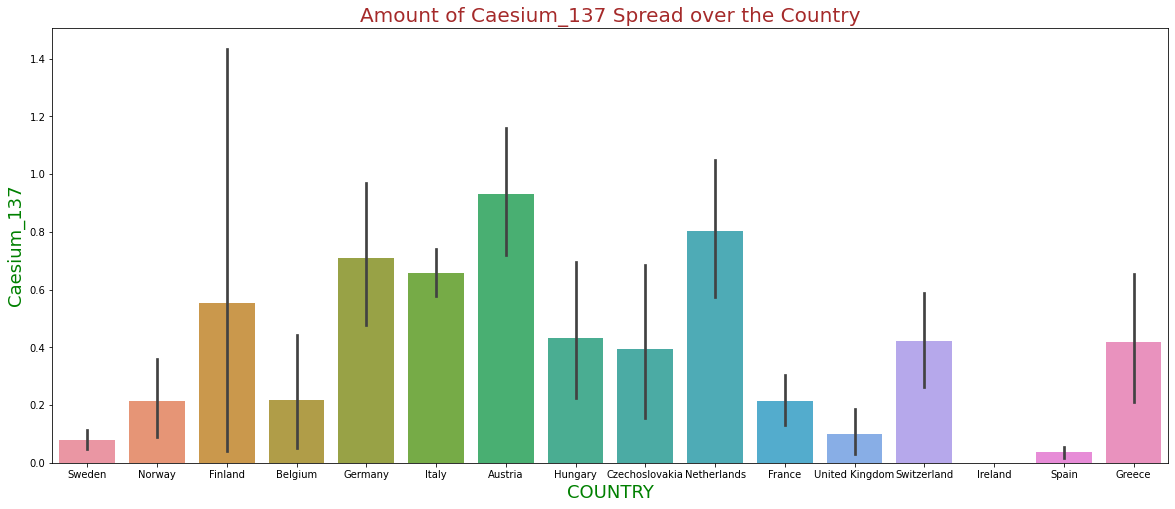 Amount of Caesium_137 Spread over the Country
Caesium_137
1.4
1.2
1.0
0.8
0.6
0.4
0.2
0.0
Sweden Norway Finland Belgium Germany Italy Austria Hungary Czechoslovakia Netherlands France United Kingdom Switzerland Ireland Spain Greece
COUNTRY